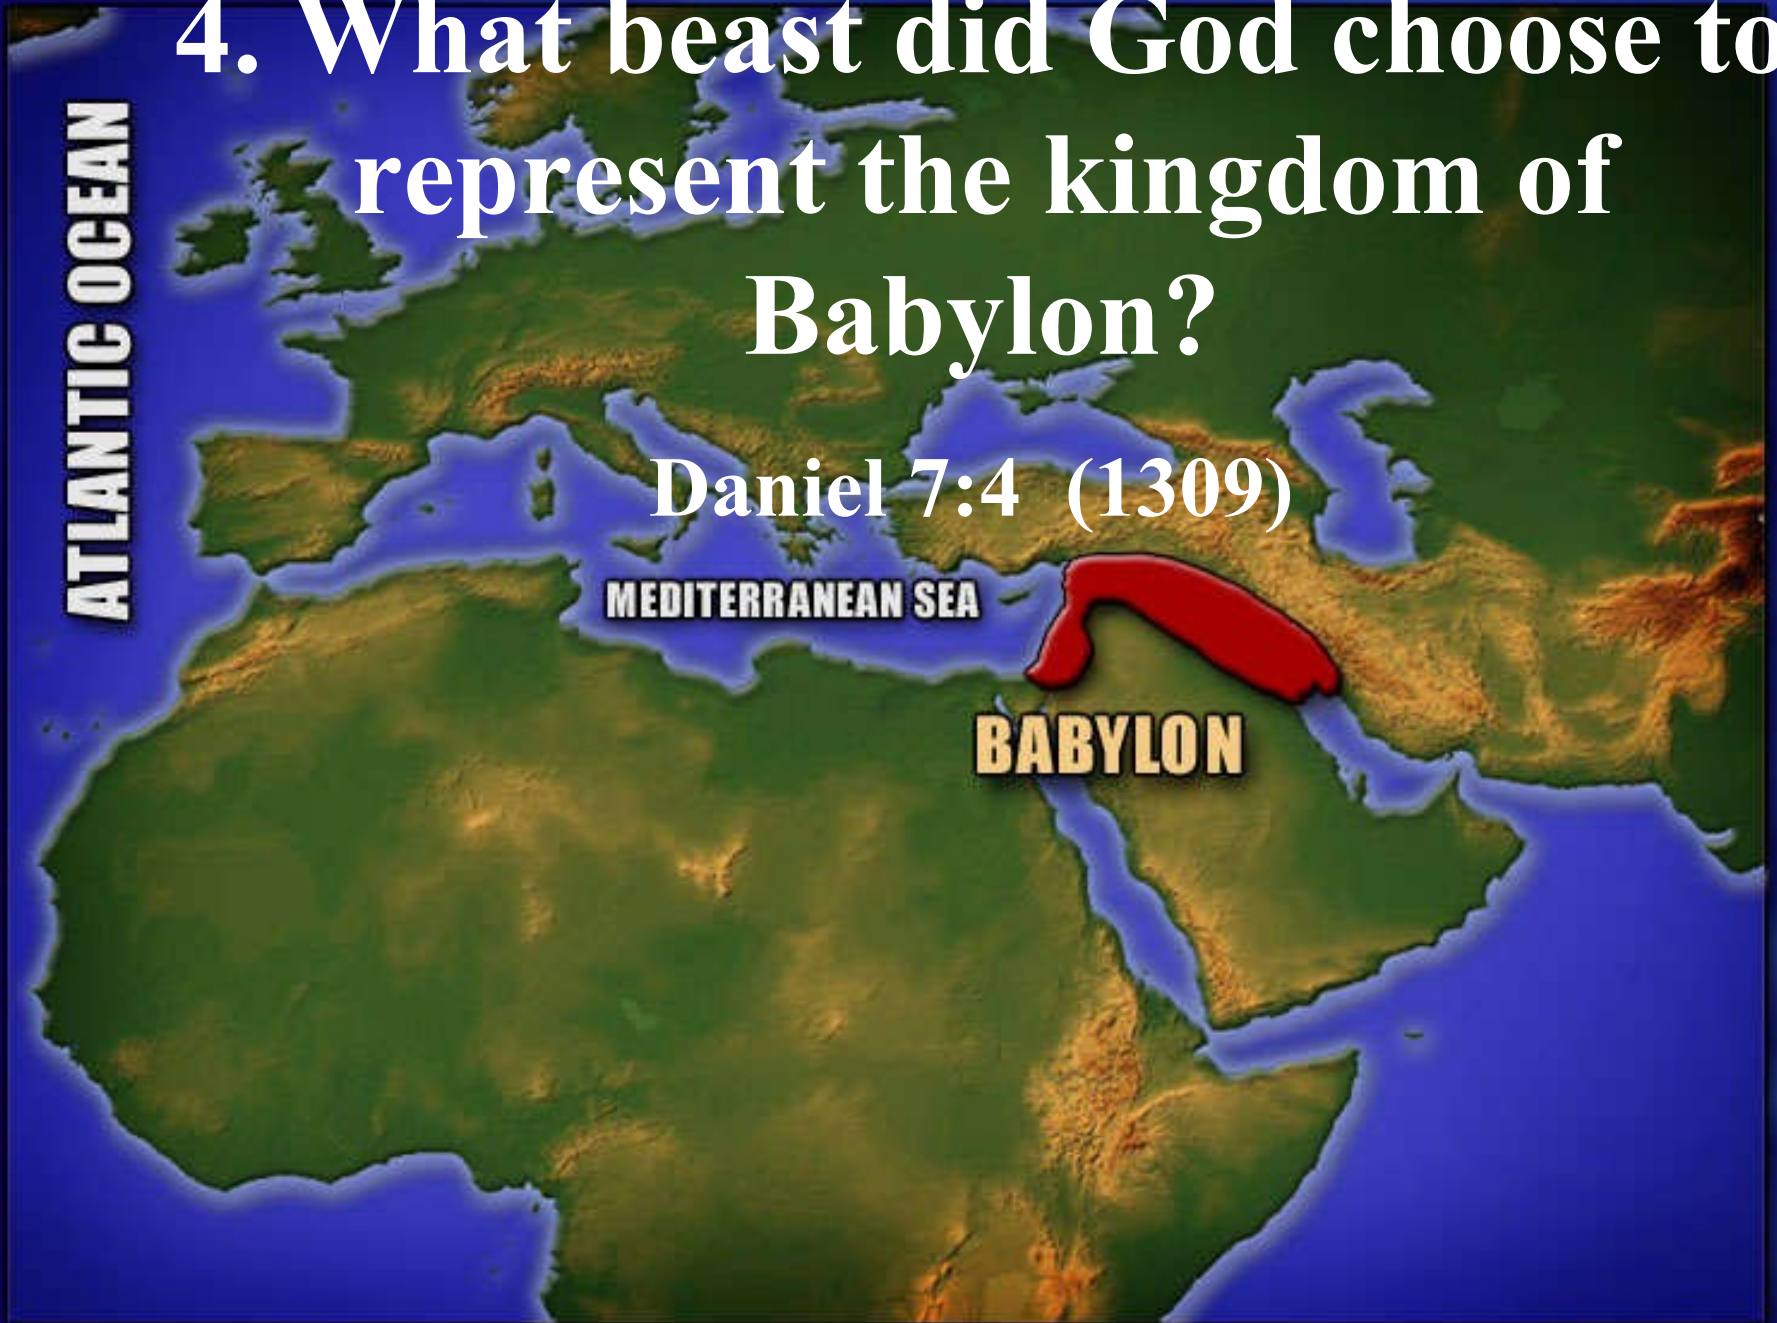 4. What beast did God choose to
represent the kingdom of
Babylon?
Daniel 7:4 (1309)
ATLANTIC OCEAN
MEDITERRANEAN SEA
BABYLON